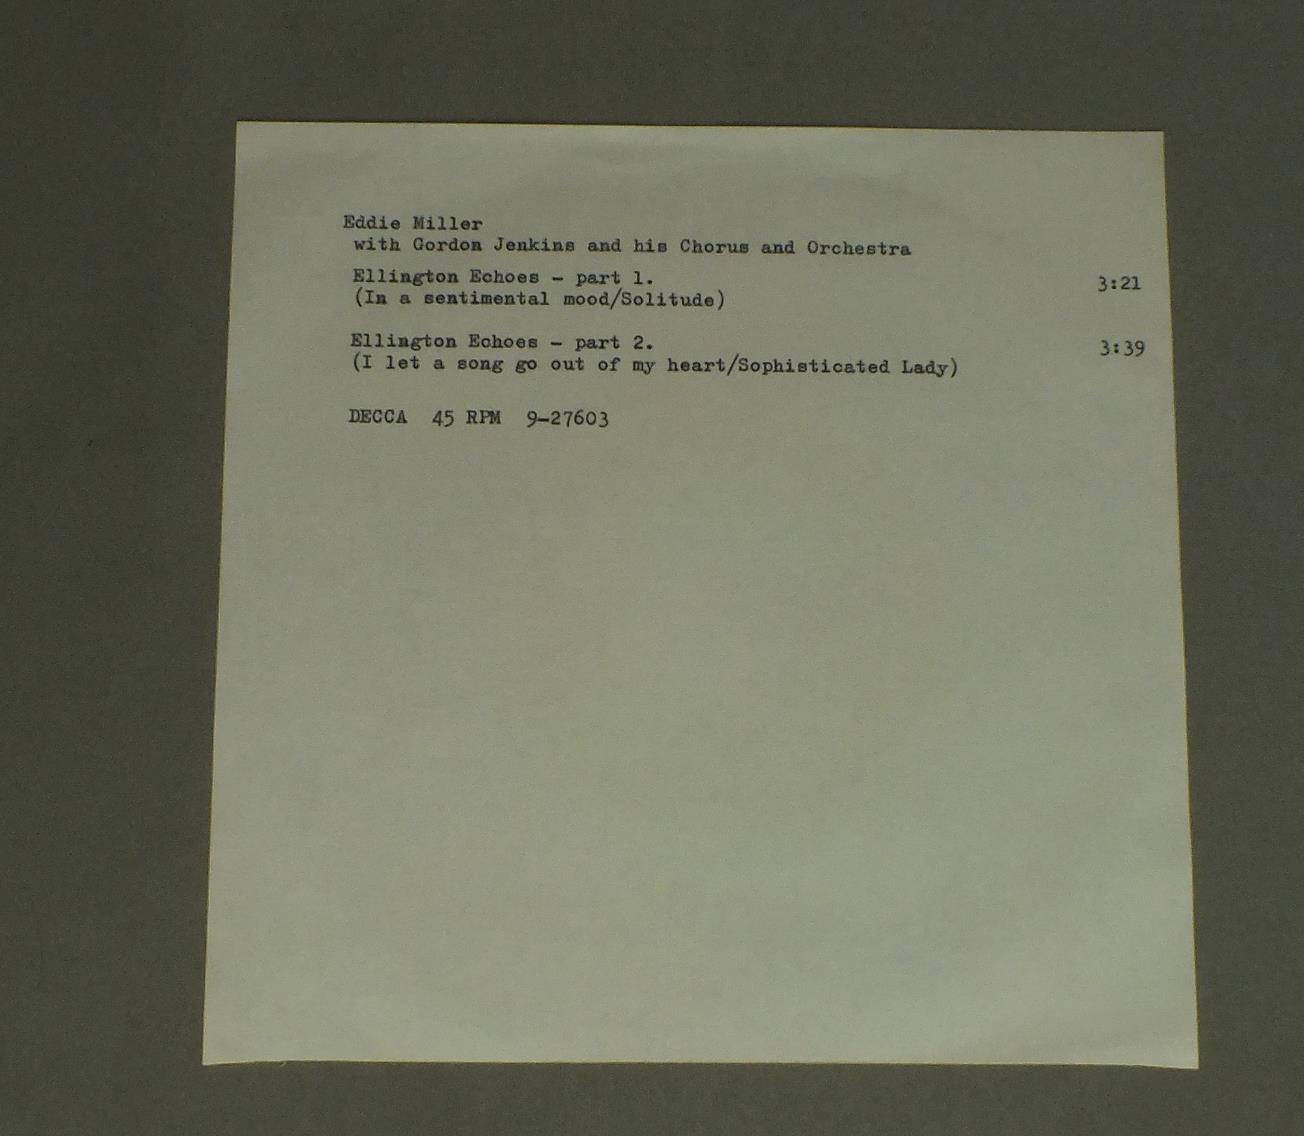 Eddie Miller
with Gordon Jenkins and his Chorus and Orchestra
Ellington Echoes - part 1. 3:21
(In a sentimental mood/Solitude)
Ellington Echoes - part 2. 3:39
(I let a song go out of my heart/Sophisticated Lady)
DECCA 45 RPM 9-27603